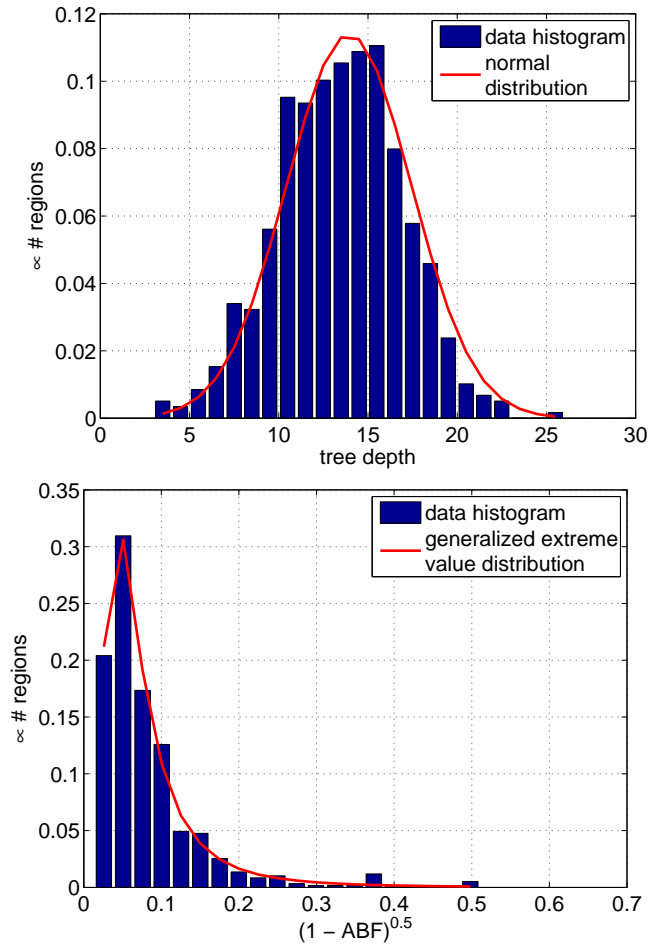 0.12
0.1
0.08
0.06
0.04
0.02
0
∝ # regions
data histogram
normal
distribution
0 5 10 15 20 25 30
tree depth
0.35
0.3
0.25
0.2
0.15
0.1
0.05
0
∝ # regions
data histogram
generalized extreme
value distribution
0 0.1 0.2 0.3 0.4 0.5 0.6 0.7
(1 − ABF)^0.5